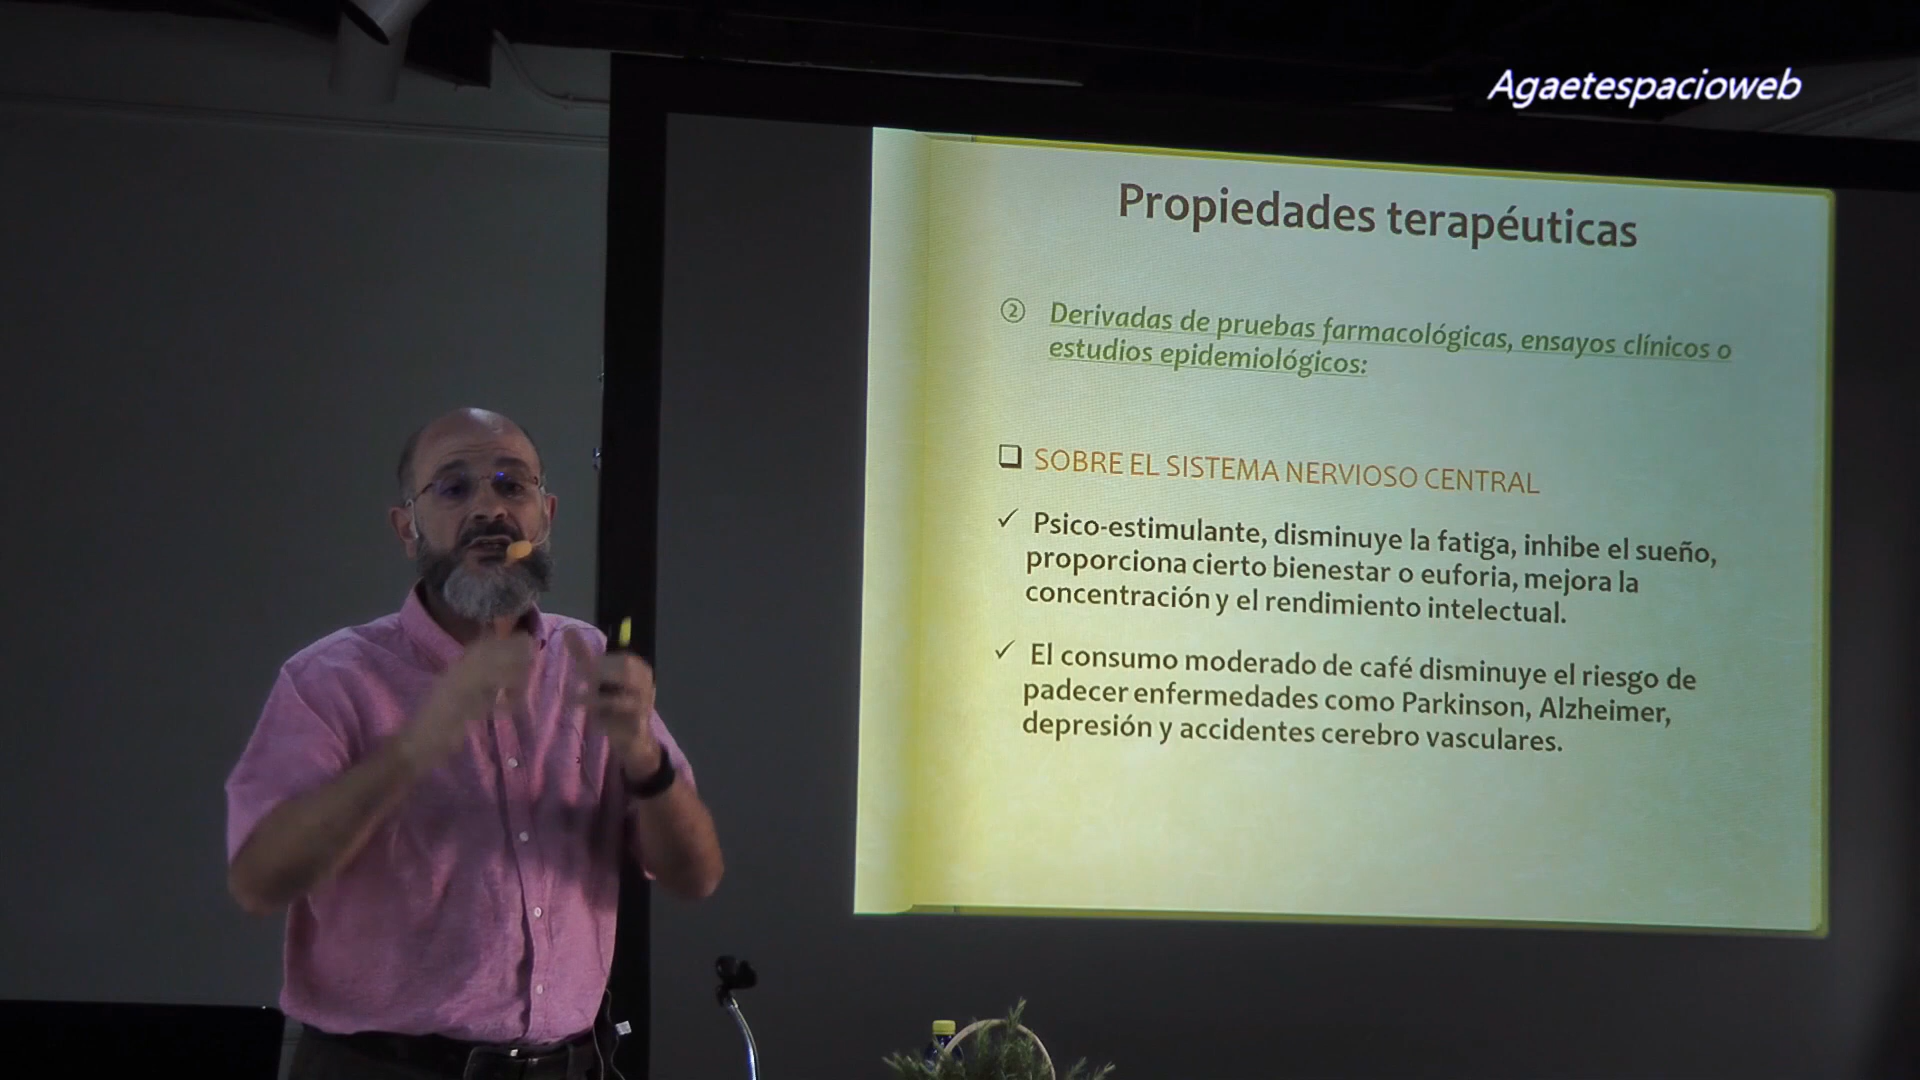 Agaetespacioweb
Propiedades terapéuticas
② Derivadas de pruebas farmacológicas, ensayos clínicos o
estudios epidemiológicos:
❑ SOBRE EL SISTEMA NERVIOSO CENTRAL
✓ Psico-estimulante, disminuye la fatiga, inhibe el sueño,
proporciona cierto bienestar o euforia, mejora la
concentración y el rendimiento intelectual.
✓ El consumo moderado de café disminuye el riesgo de
padecer enfermedades como Parkinson, Alzheimer,
depresión y accidentes cerebro vasculares.